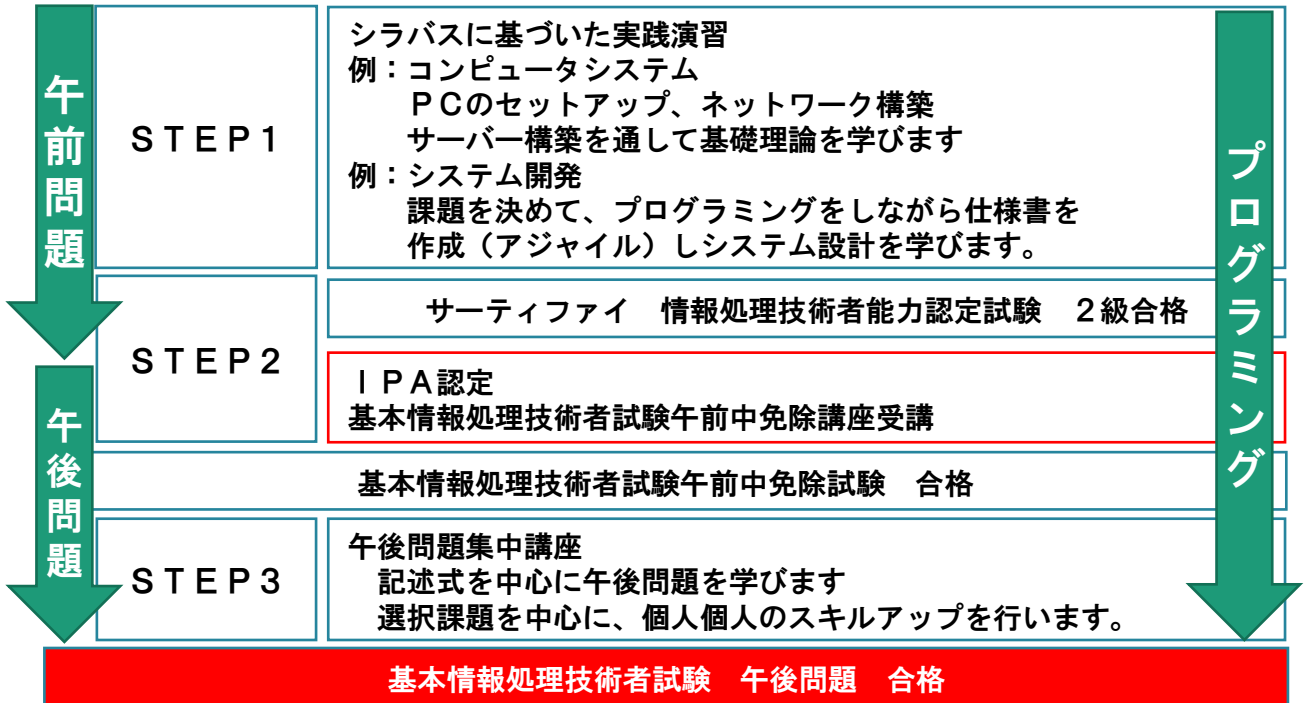 午前問題
STEP1
シラバスに基づいた実践演習
例：コンピュータシステム
ＰＣのセットアップ、ネットワーク構築
サーバー構築を通して基礎理論を学びます
例：システム開発
課題を決めて、プログラミングをしながら仕様書を
作成（アジャイル）しシステム設計を学びます。
プログラミング
STEP2
サーティファイ　情報処理技術者能力認定試験　２級合格
ＩＰＡ認定
基本情報処理技術者試験午前中免除講座受講
午後問題
基本情報処理技術者試験午前中免除試験　合格
STEP3
午後問題集中講座
記述式を中心に午後問題を学びます
選択課題を中心に、個人個人のスキルアップを行います。
基本情報処理技術者試験　午後問題　合格